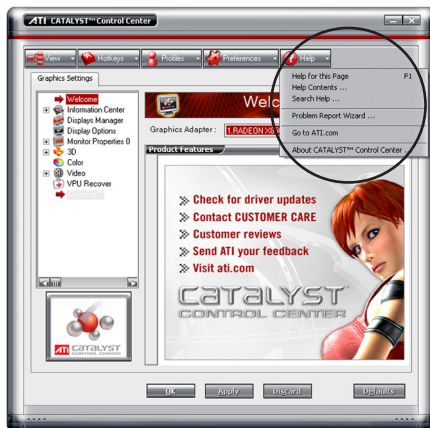 ATI CATALYST™ Control Center
View
Hotkeys
Profiles
Preferences
Help
Help for this Page F1
Help Contents ...
Search Help ...
Problem Report Wizard ...
Go to ATI.com
About CATALYST™ Control Center
Graphics Settings
Welcome
Information Center
Displays Manager
Display Options
Monitor Properties 0
3D
Color
Video
VPU Recover
Welc
Graphics Adapter :
1.RADEON X8
Product Features
Check for driver updates
Contact CUSTOMER CARE
Customer reviews
Send ATI your feedback
Visit ati.com
CATALYST
CONTROL CENTER
ATI CATALYST
CONTROL CENTER
OK
Apply
Discard
Defaults